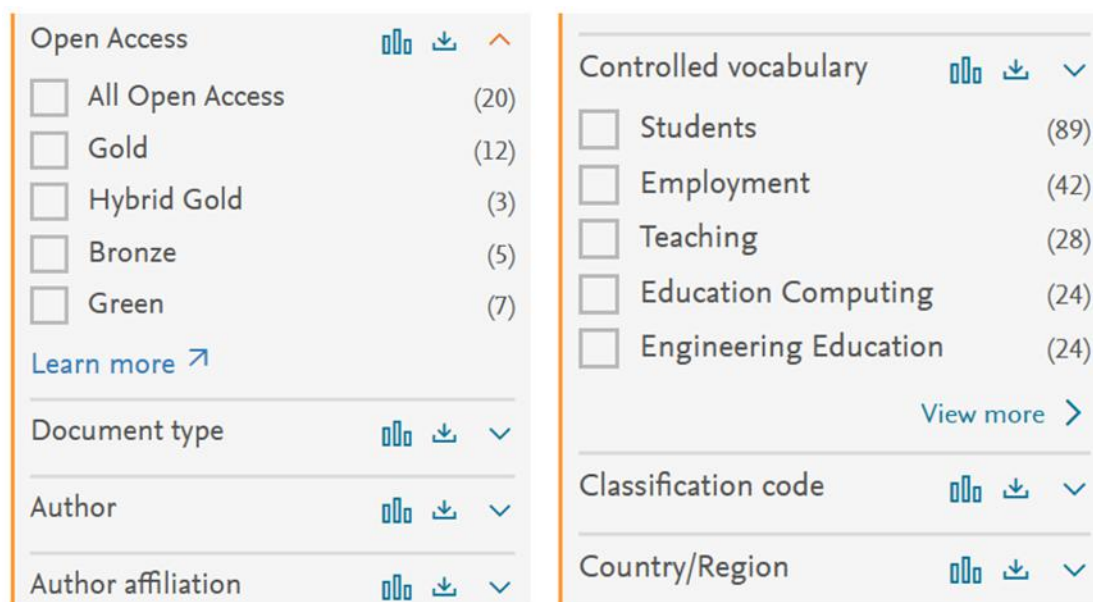 Open Access
All Open Access (20)
Gold (12)
Hybrid Gold (3)
Bronze (5)
Green (7)
Learn more
Document type
Author
Author affiliation
Controlled vocabulary
Students (89)
Employment (42)
Teaching (28)
Education Computing (24)
Engineering Education (24)
View more
Classification code
Country/Region